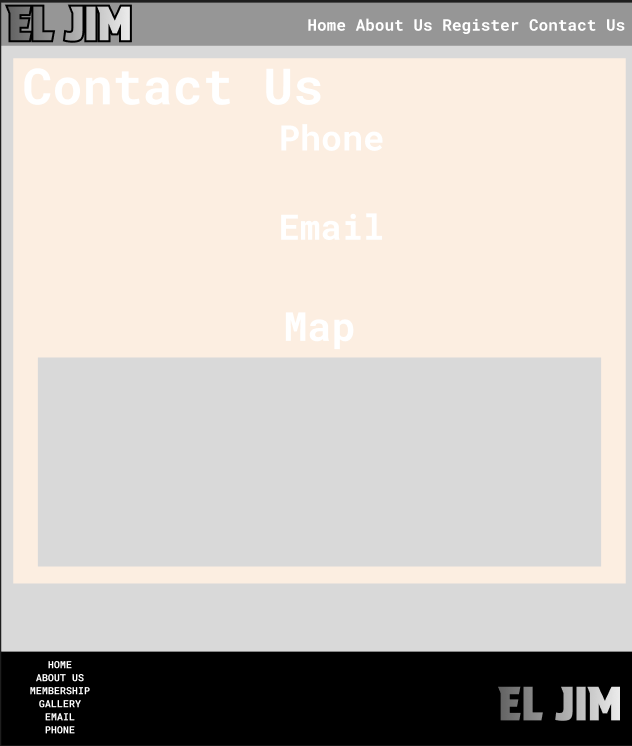 EL JIM
Home About Us Register Contact Us
Contact Us
Phone
Email
Map
HOME
ABOUT US
MEMBERSHIP
GALLERY
EMAIL
PHONE
EL JIM